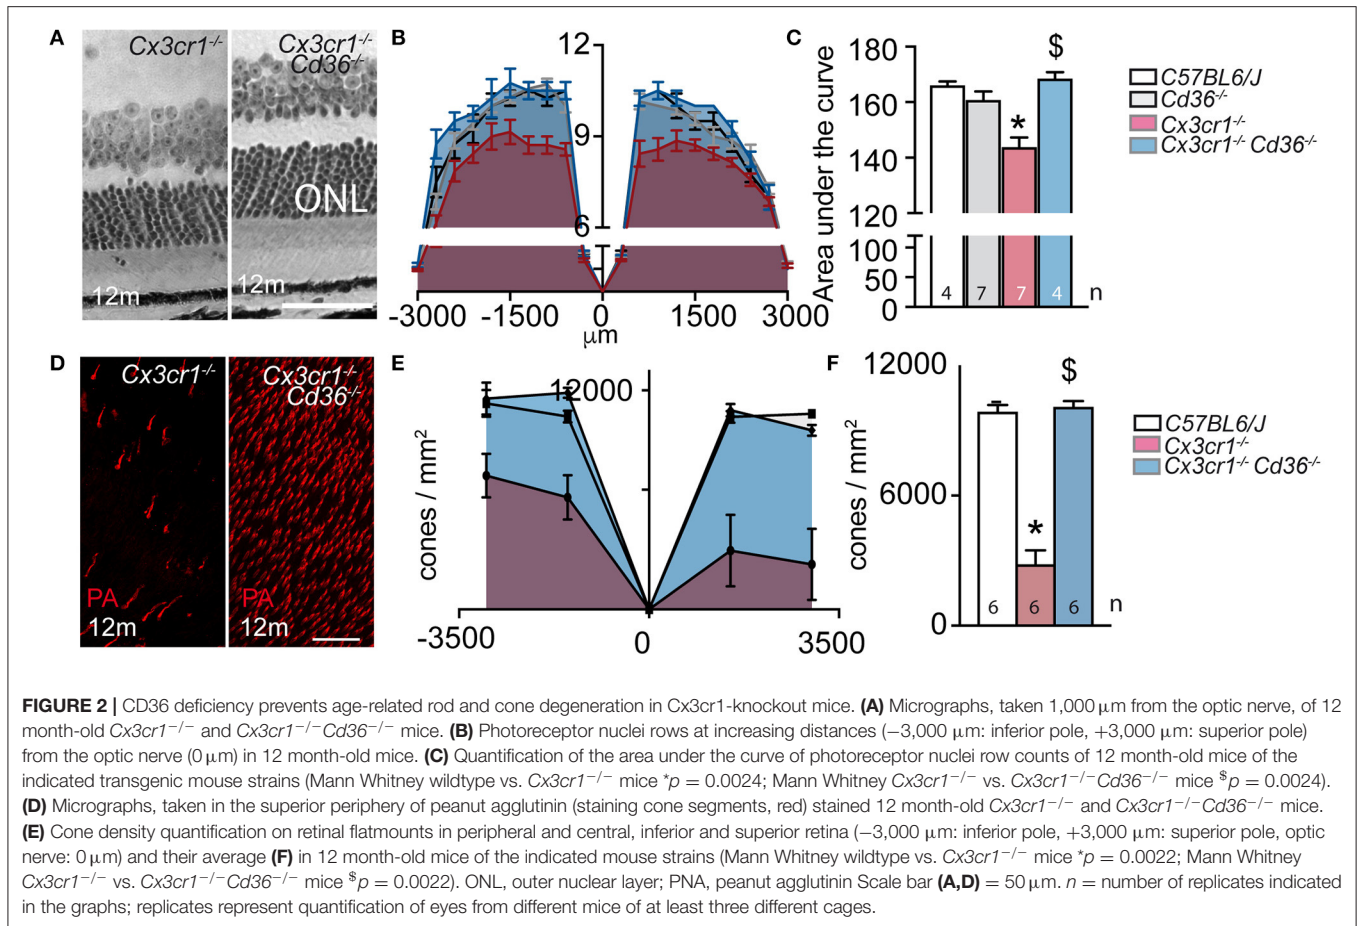 A
Cx3cr1-/-
Cx3cr1-/-
Cd36-/-
ONL
12m
12m
B
12
9
6
-3000 -1500 0 1500 3000
μm
C
Area under the curve
180
160
140
120
100
50
0
*
$
4 7 7 4 n
C57BL6/J
Cd36-/-
Cx3cr1-/-
Cx3cr1-/- Cd36-/-
D
Cx3cr1-/-
Cx3cr1-/-
Cd36-/-
PA
12m
PA
12m
E
cones / mm²
12000
-3500 0 3500
F
cones / mm²
12000
6000
0
*
$
6 6 6 n
C57BL6/J
Cx3cr1-/-
Cx3cr1-/- Cd36-/-
FIGURE 2 | CD36 deficiency prevents age-related rod and cone degeneration in Cx3cr1-knockout mice. (A) Micrographs, taken 1,000 μm from the optic nerve, of 12
month-old Cx3cr1−/− and Cx3cr1−/−Cd36−/− mice. (B) Photoreceptor nuclei rows at increasing distances (−3,000 μm: inferior pole, +3,000 μm: superior pole)
from the optic nerve (0 μm) in 12 month-old mice. (C) Quantification of the area under the curve of photoreceptor nuclei row counts of 12 month-old mice of the
indicated transgenic mouse strains (Mann Whitney wildtype vs. Cx3cr1−/− mice *p = 0.0024; Mann Whitney Cx3cr1−/− vs. Cx3cr1−/−Cd36−/− mice $p = 0.0024).
(D) Micrographs, taken in the superior periphery of peanut agglutinin (staining cone segments, red) stained 12 month-old Cx3cr1−/− and Cx3cr1−/−Cd36−/− mice.
(E) Cone density quantification on retinal flatmounts in peripheral and central, inferior and superior retina (−3,000 μm: inferior pole, +3,000 μm: superior pole, optic
nerve: 0 μm) and their average (F) in 12 month-old mice of the indicated mouse strains (Mann Whitney wildtype vs. Cx3cr1−/− mice *p = 0.0022; Mann Whitney
Cx3cr1−/− vs. Cx3cr1−/−Cd36−/− mice $p = 0.0022). ONL, outer nuclear layer; PNA, peanut agglutinin Scale bar (A,D) = 50 μm. n = number of replicates indicated
in the graphs; replicates represent quantification of eyes from different mice of at least three different cages.